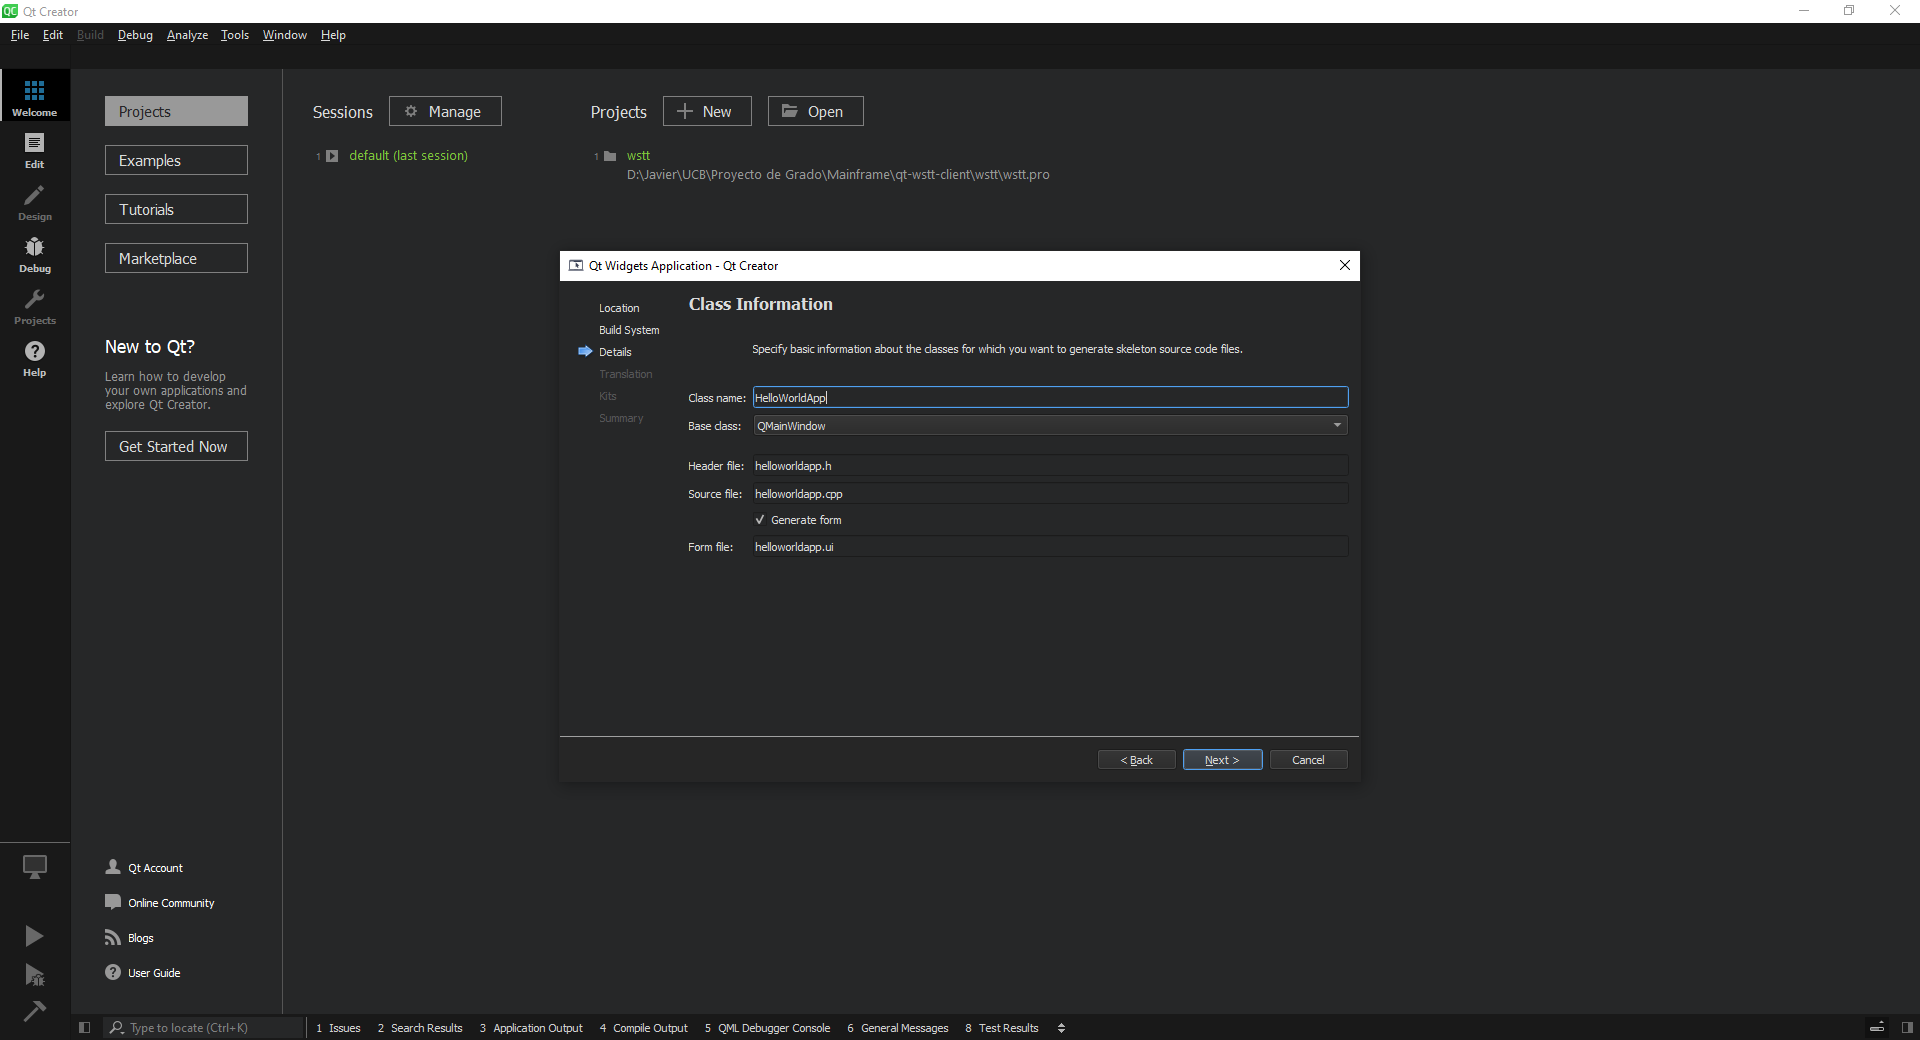 Qt Creator
File Edit Build Debug Analyze Tools Window Help
Welcome
Edit
Design
Debug
Projects
Help
Projects
Examples
Tutorials
Marketplace
New to Qt?
Learn how to develop
your own applications and
explore Qt Creator.
Get Started Now
Qt Account
Online Community
Blogs
User Guide
Sessions Manage
1 default (last session)
Projects New Open
1 wstt
D:\Javier\UCB\Proyecto de Grado\Mainframe\qt-wstt-client\wstt\wstt.pro
Qt Widgets Application - Qt Creator
Location
Build System
Details
Translation
Kits
Summary
Class Information
Specify basic information about the classes for which you want to generate skeleton source code files.
Class name: HelloWorldApp
Base class: QMainWindow
Header file: helloworldapp.h
Source file: helloworldapp.cpp
Generate form
Form file: helloworldapp.ui
< Back Next > Cancel
Type to locate (Ctrl+K) 1 Issues 2 Search Results 3 Application Output 4 Compile Output 5 QML Debugger Console 6 General Messages 8 Test Results